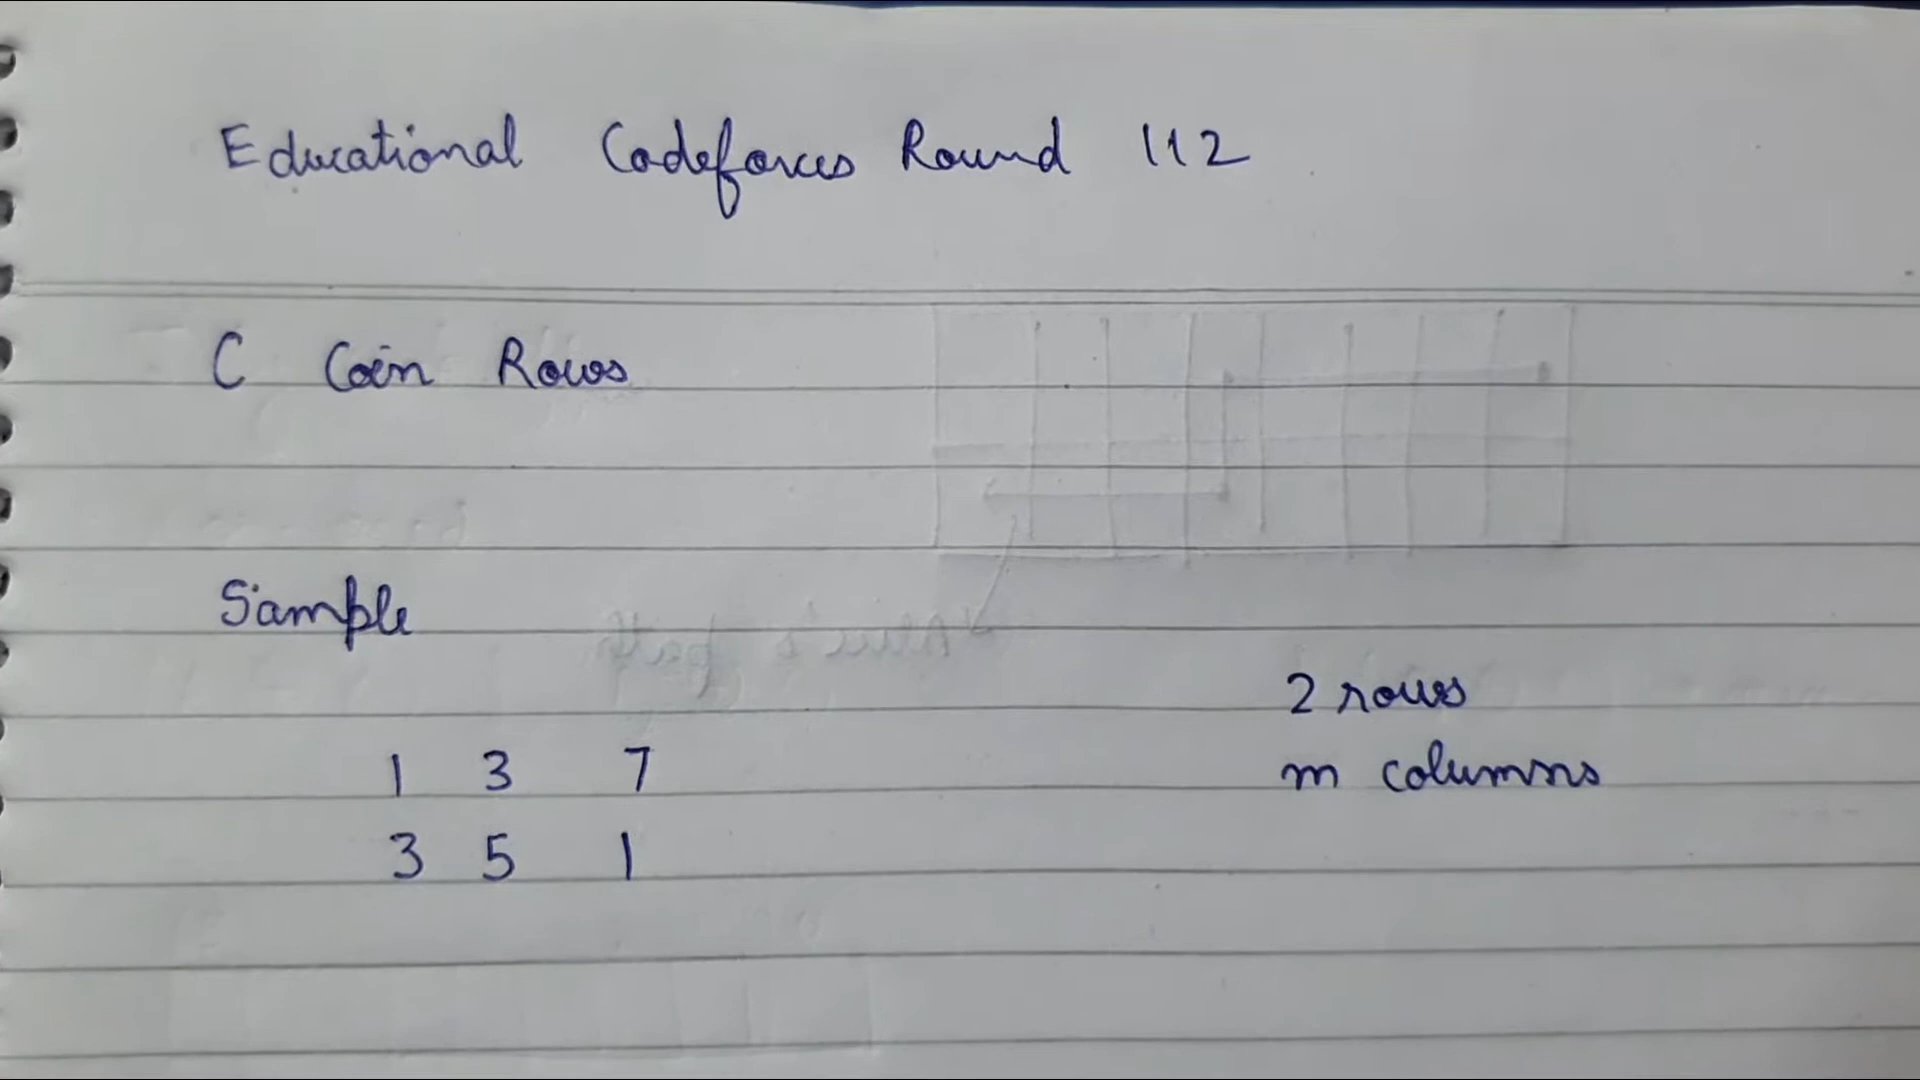 Educational Codeforces Round 112
C Coin Rows
Sample
2 rows
1 3 7
m columns
3 5 1